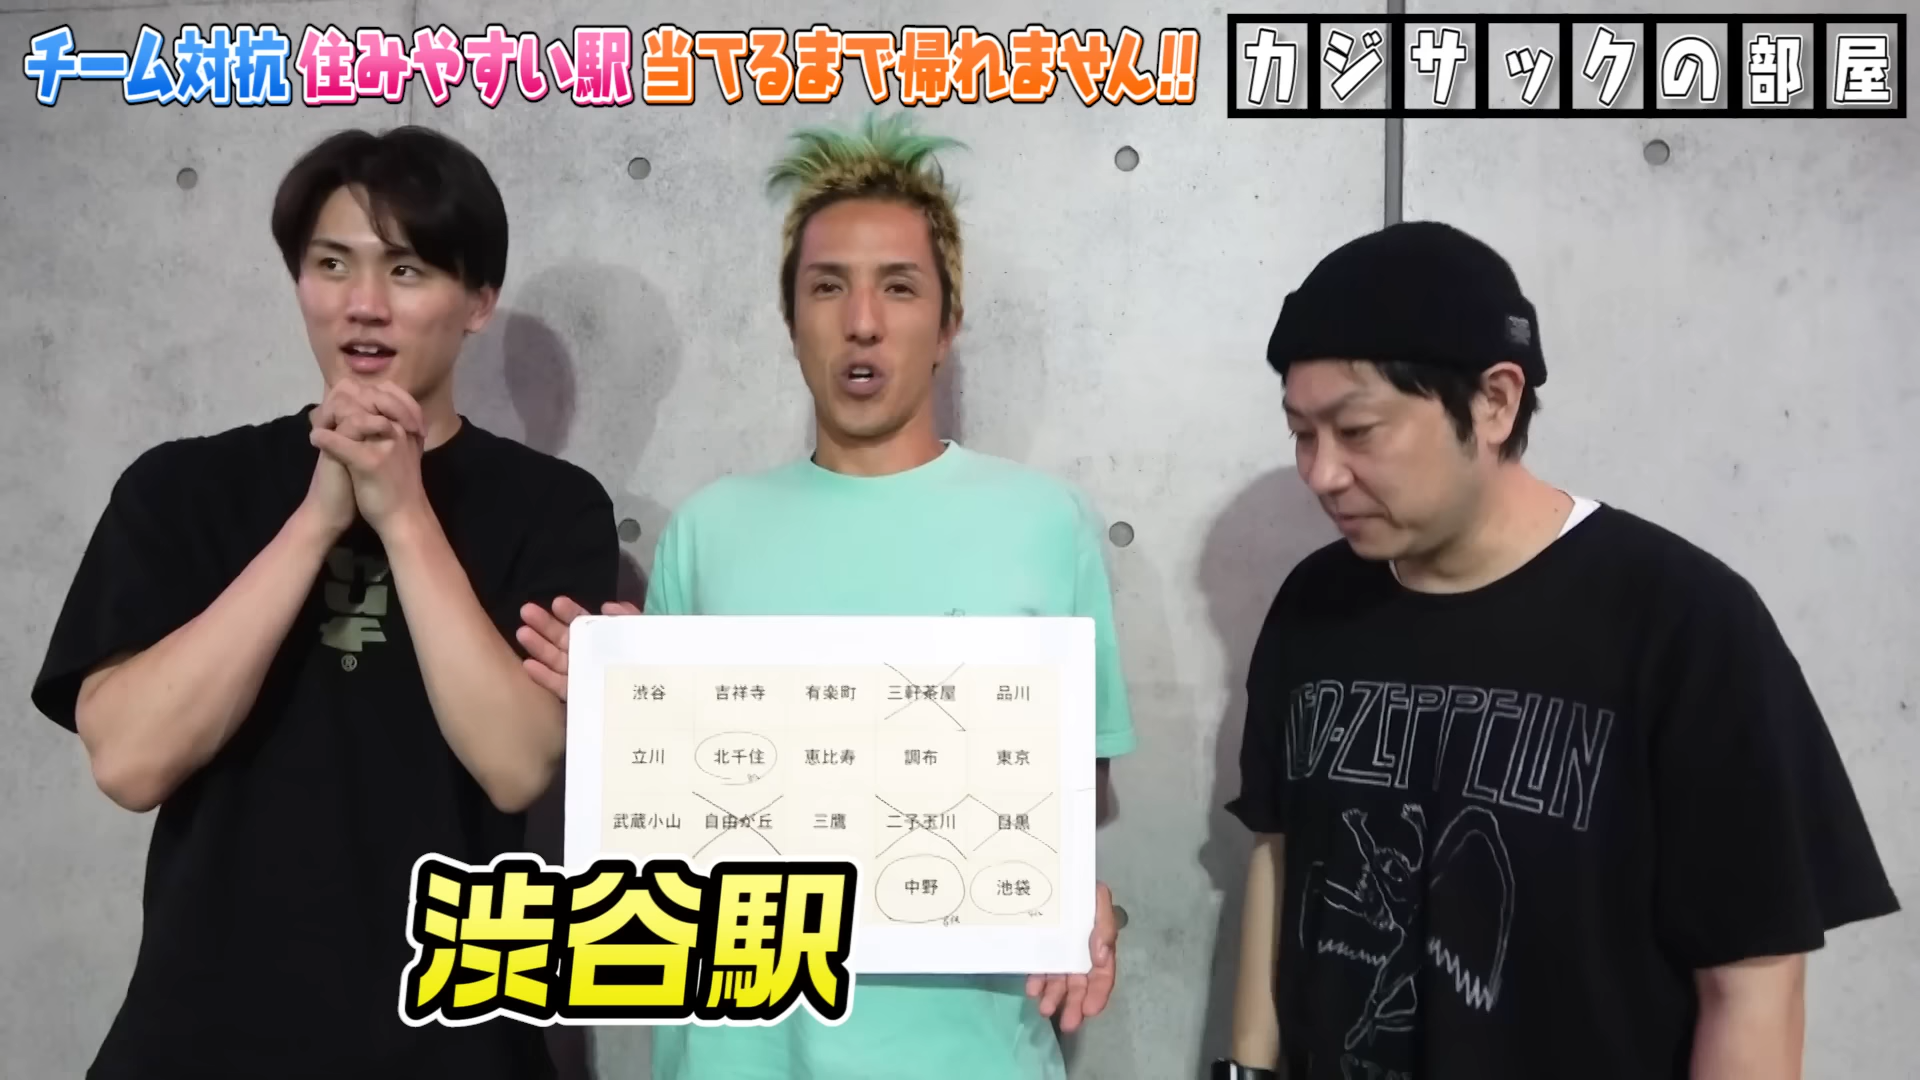 チーム対抗 住みやすい駅 当てるまで帰れません!!
カジサックの部屋
渋谷 吉祥寺 有楽町 三軒茶屋 品川
立川 北千住 恵比寿 調布 東京
武蔵小山 自由が丘 三鷹 二子玉川 目黒
中野 池袋
渋谷駅
LED-ZEPPELIN